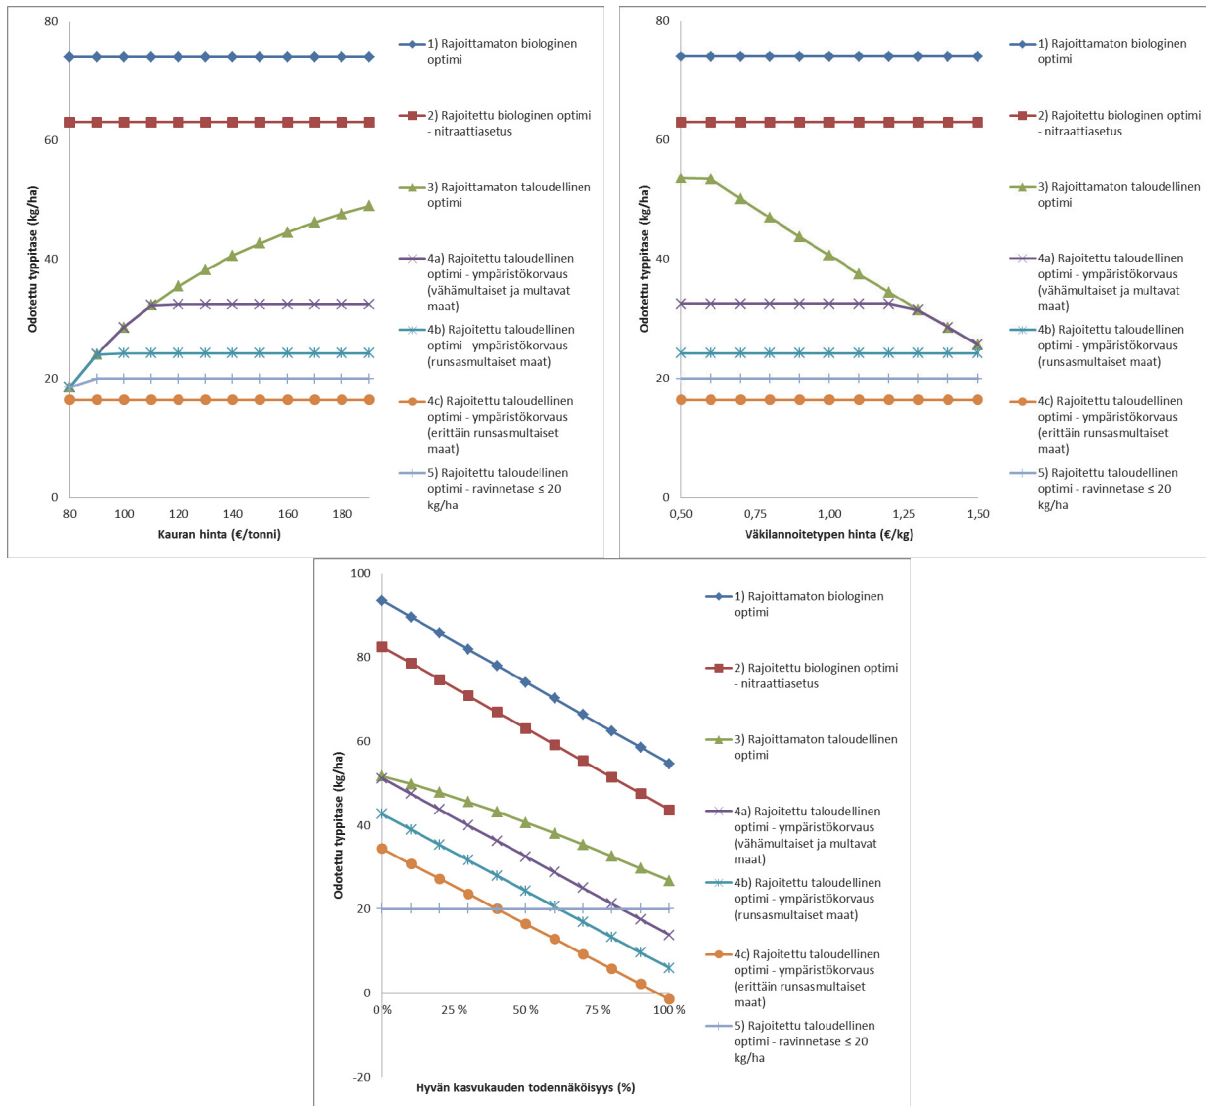 80
60
40
20
0
Odotettu typpitase (kg/ha)
80 100 120 140 160 180
Kauran hinta (€/tonni)
1) Rajoittamaton biologinen
optimi
2) Rajoitettu biologinen optimi
- nitraattiasetus
3) Rajoittamaton taloudellinen
optimi
4a) Rajoitettu taloudellinen
optimi - ympäristökorvaus
(vähämultaiset ja multavat
maat)
4b) Rajoitettu taloudellinen
optimi - ympäristökorvaus
(runsasmultaiset maat)
4c) Rajoitettu taloudellinen
optimi - ympäristökorvaus
(erittäin runsasmultaiset
maat)
5) Rajoitettu taloudellinen
optimi - ravinnetase ≤ 20
kg/ha
80
60
40
20
0
Odotettu typpitase (kg/ha)
0,50 0,75 1,00 1,25 1,50
Väkilannoitetypen hinta (€/kg)
1) Rajoittamaton biologinen
optimi
2) Rajoitettu biologinen optimi
- nitraattiasetus
3) Rajoittamaton taloudellinen
optimi
4a) Rajoitettu taloudellinen
optimi - ympäristökorvaus
(vähämultaiset ja multavat
maat)
4b) Rajoitettu taloudellinen
optimi - ympäristökorvaus
(runsasmultaiset maat)
4c) Rajoitettu taloudellinen
optimi - ympäristökorvaus
(erittäin runsasmultaiset
maat)
5) Rajoitettu taloudellinen
optimi - ravinnetase ≤ 20
kg/ha
100
80
60
40
20
0
-20
Odotettu typpitase (kg/ha)
0 % 25 % 50 % 75 % 100 %
Hyvän kasvukauden todennäköisyys (%)
1) Rajoittamaton biologinen
optimi
2) Rajoitettu biologinen optimi
- nitraattiasetus
3) Rajoittamaton taloudellinen
optimi
4a) Rajoitettu taloudellinen
optimi - ympäristökorvaus
(vähämultaiset ja multavat
maat)
4b) Rajoitettu taloudellinen
optimi - ympäristökorvaus
(runsasmultaiset maat)
4c) Rajoitettu taloudellinen
optimi - ympäristökorvaus
(erittäin runsasmultaiset
maat)
5) Rajoitettu taloudellinen
optimi - ravinnetase ≤ 20
kg/ha